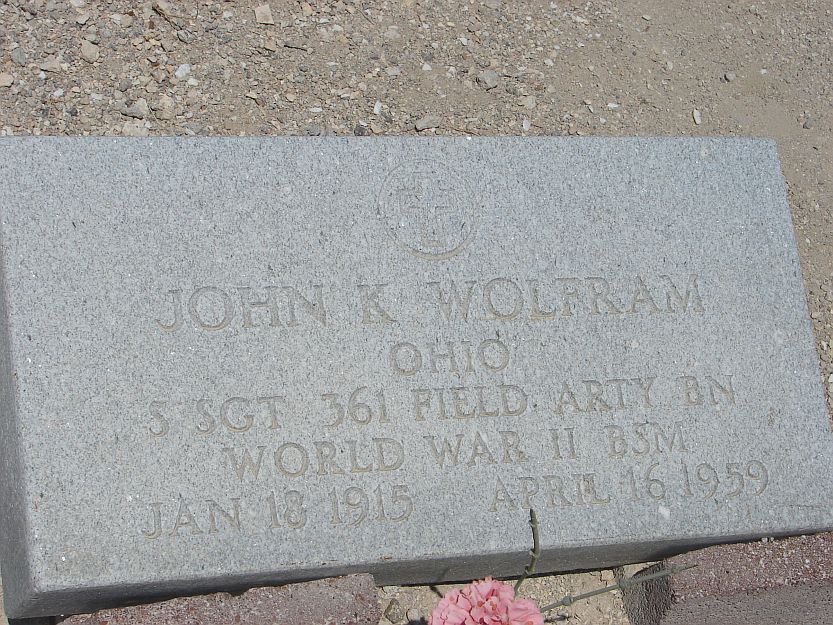 JOHN K WOLFRAM
OHIO
S SGT 361 FIELD ARTY BN
WORLD WAR II BSM
JAN 18 1915 APRIL 16 1959